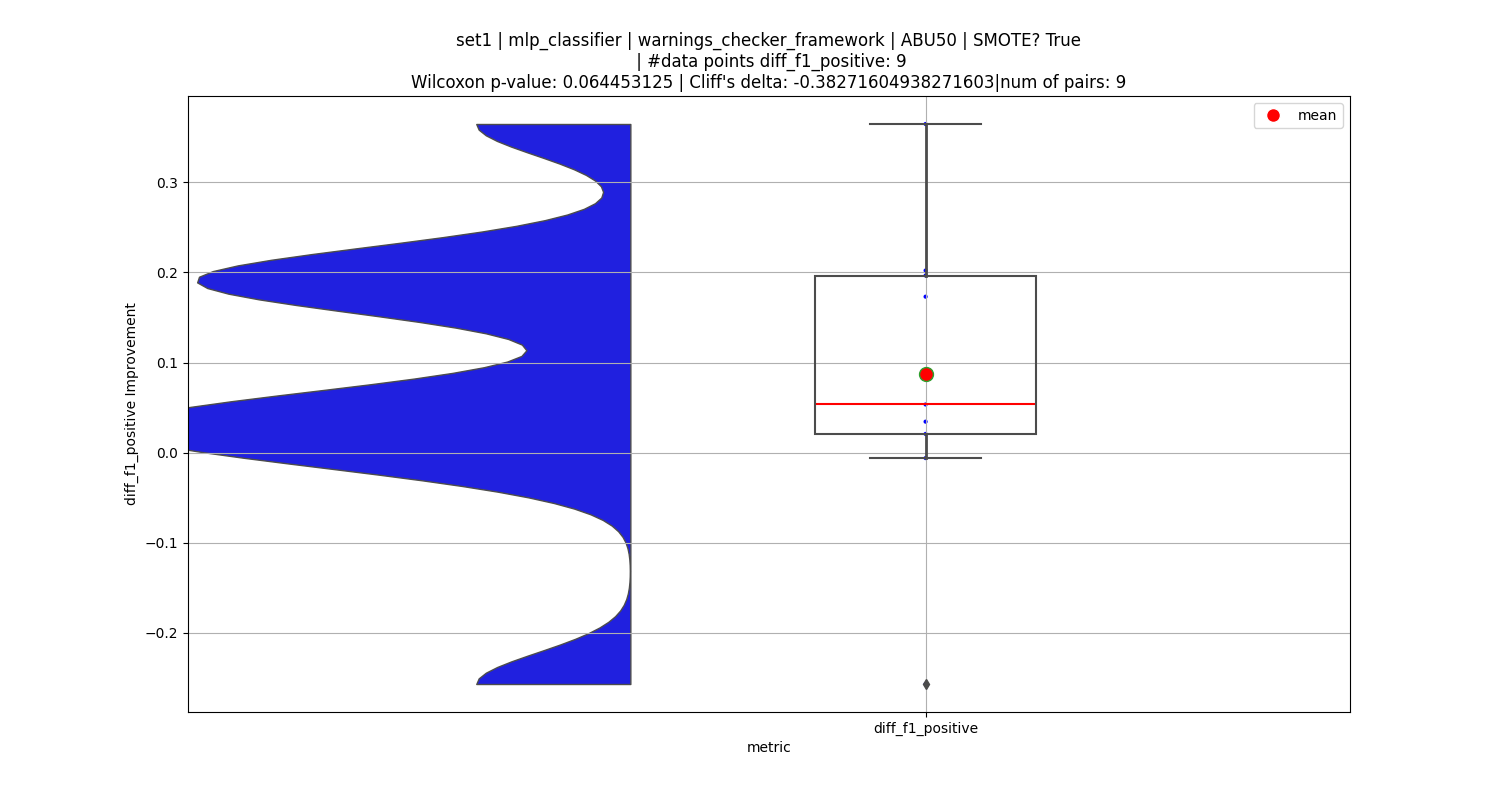 set1 | mlp_classifier | warnings_checker_framework | ABU50 | SMOTE? True
| #data points diff_f1_positive: 9
Wilcoxon p-value: 0.064453125 | Cliff's delta: -0.38271604938271603|num of pairs: 9
mean
0.3
0.2
0.1
0.0
−0.1
−0.2
diff_f1_positive Improvement
diff_f1_positive
metric